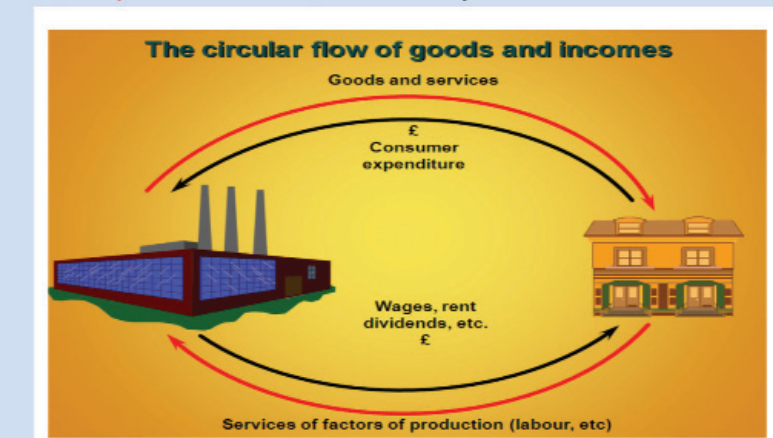 The circular flow of goods and incomes
Goods and services
£
Consumer
expenditure
Wages, rent
dividends, etc.
£
Services of factors of production (labour, etc)